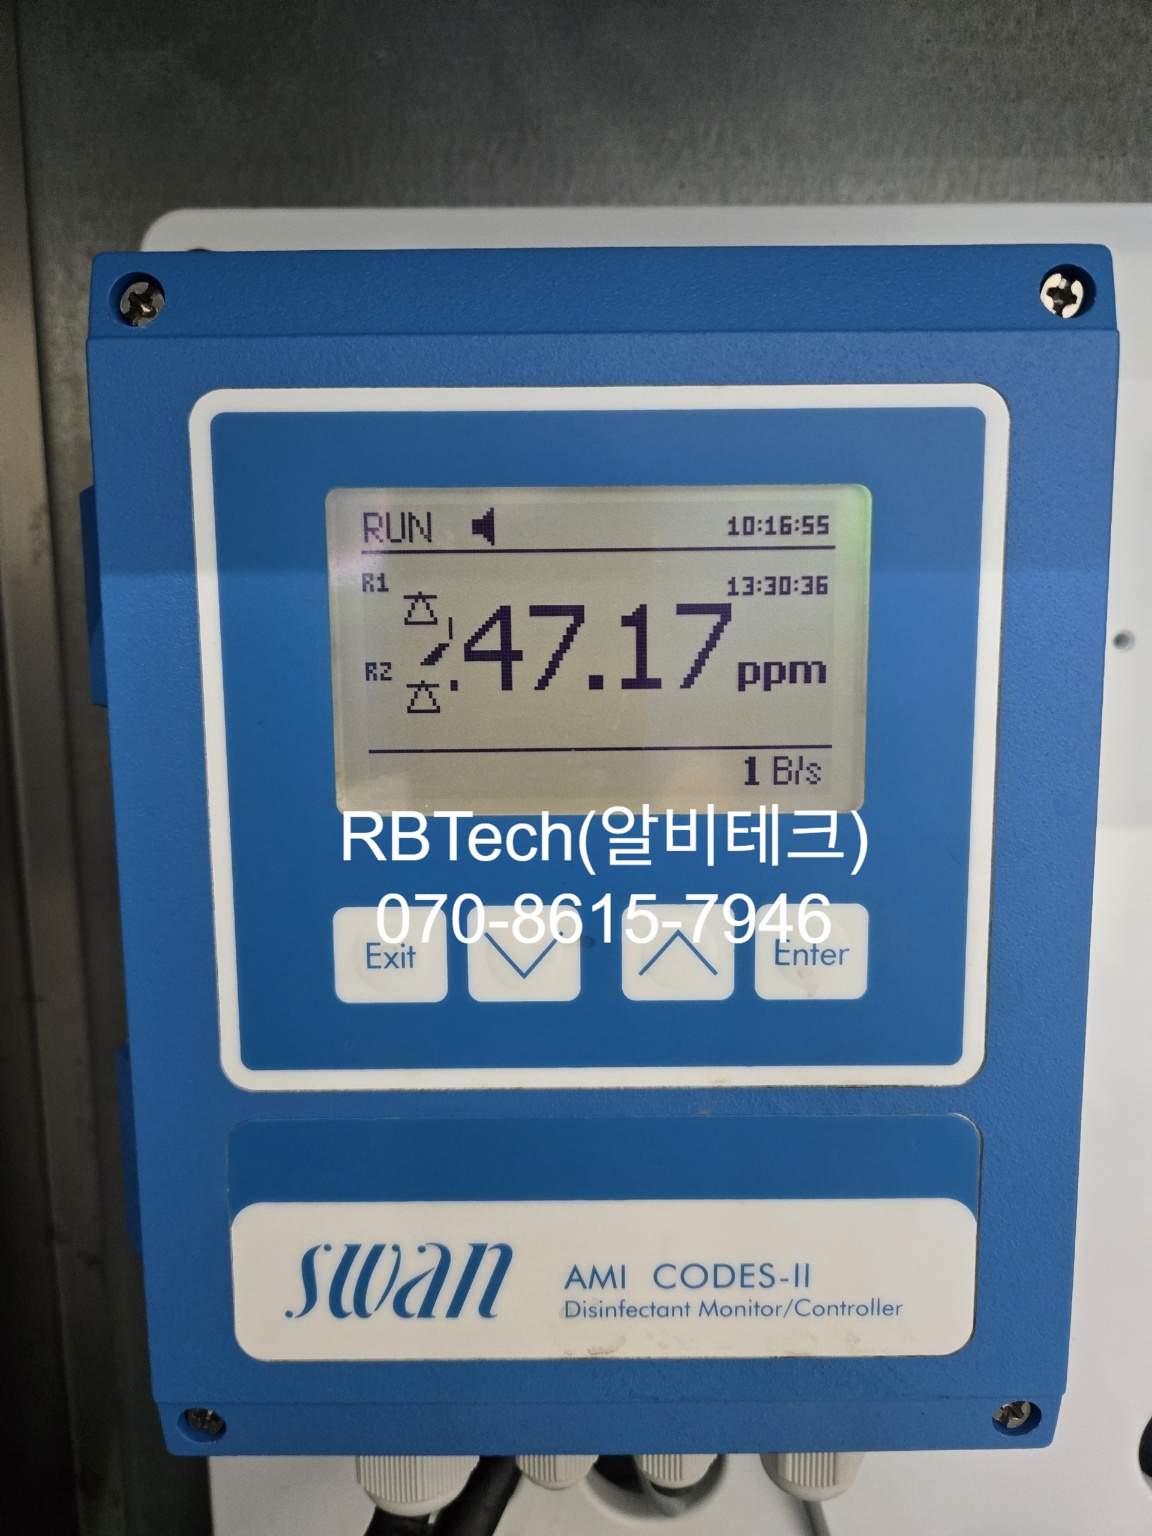 RUN 10:16:55
R1 13:30:36
.47.17 ppm
R2
1 B/s
RBTech(알비테크)
070-8615-7946
Exit Enter
swan AMI CODES-II
Disinfectant Monitor/Controller